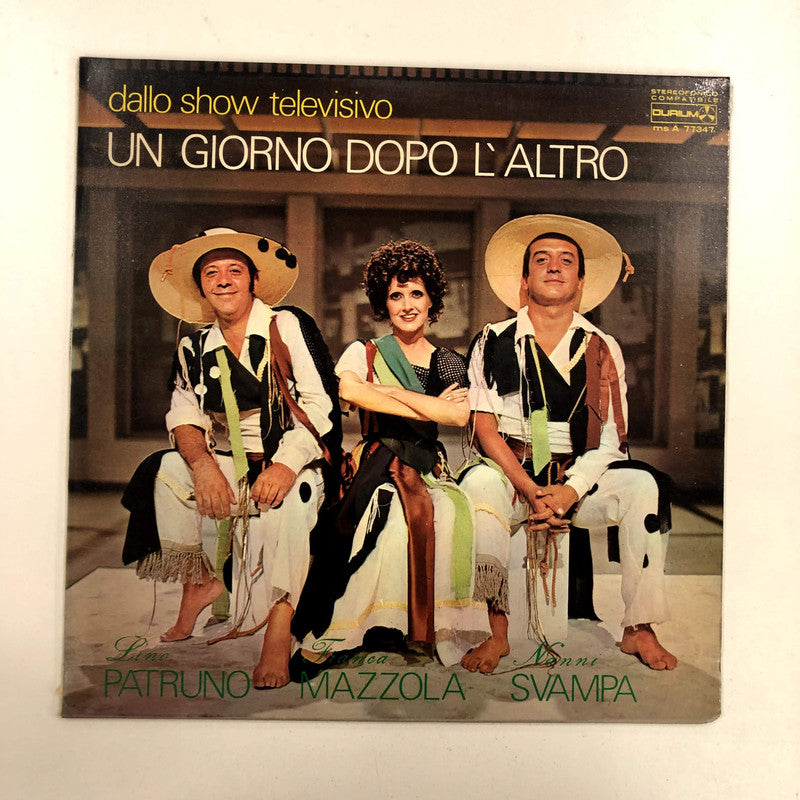 dallo show televisivo
UN GIORNO DOPO L'ALTRO
STEREOFONICO
COMPATIBILE
DURIUM
ms A 77347
Lino Franca Nanni
PATRUNO MAZZOLA SVAMPA